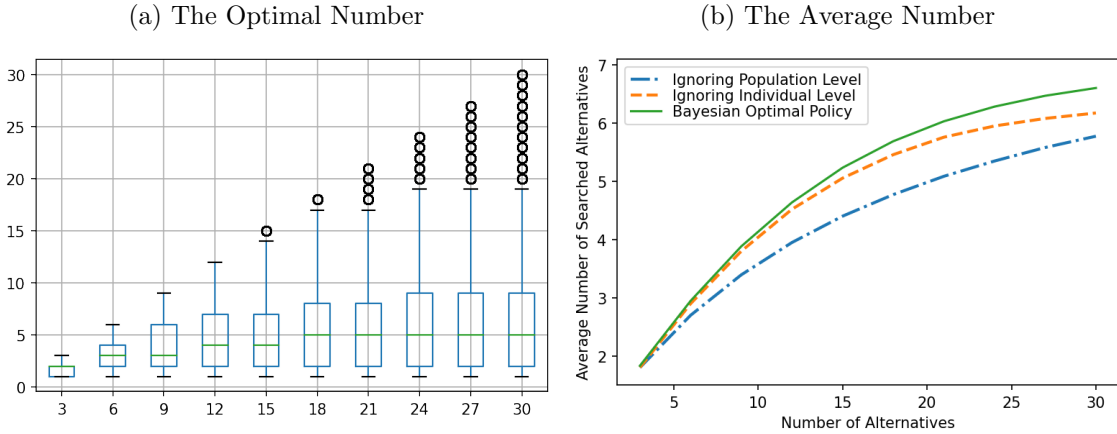 (a) The Optimal Number
30
25
20
15
10
5
0
3 6 9 12 15 18 21 24 27 30
(b) The Average Number
Average Number of Searched Alternatives
7
6
5
4
3
2
Ignoring Population Level
Ignoring Individual Level
Bayesian Optimal Policy
5 10 15 20 25 30
Number of Alternatives